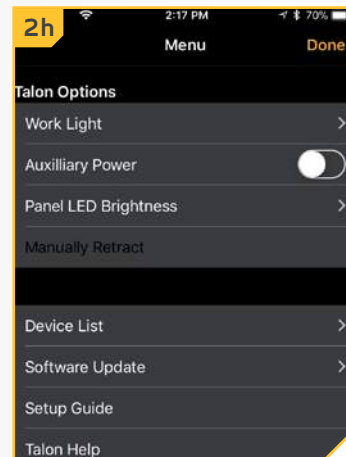 2h
2:17 PM 70%
Menu Done
Talon Options
Work Light
Auxilliary Power
Panel LED Brightness
Manually Retract
Device List
Software Update
Setup Guide
Talon Help